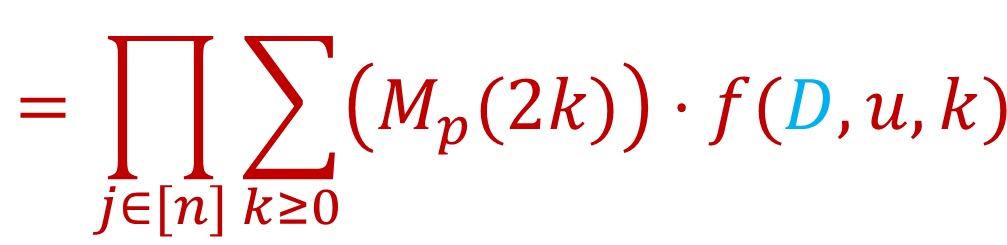 = ∏_{j∈[n]} ∑_{k≥0} (M_p(2k)) · f(D, u, k)